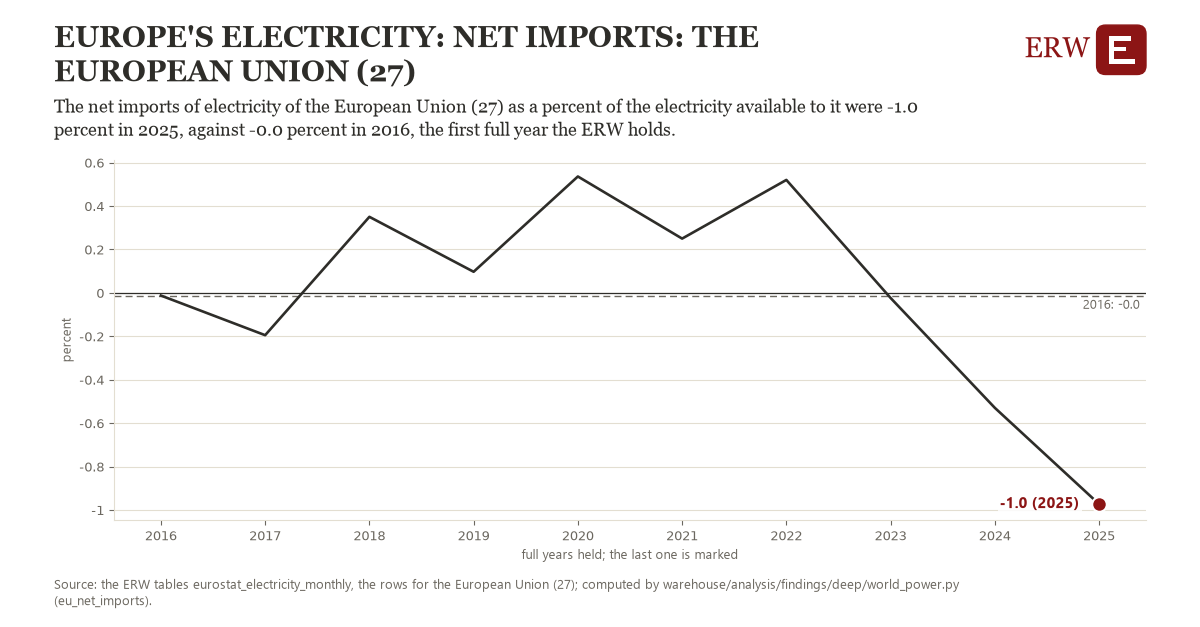 EUROPE'S ELECTRICITY: NET IMPORTS: THE
EUROPEAN UNION (27)
ERW E
The net imports of electricity of the European Union (27) as a percent of the electricity available to it were -1.0
percent in 2025, against -0.0 percent in 2016, the first full year the ERW holds.
0.6
0.4
0.2
0
-0.2
-0.4
-0.6
-0.8
-1
percent
2016: -0.0
-1.0 (2025)
2016 2017 2018 2019 2020 2021 2022 2023 2024 2025
full years held; the last one is marked
Source: the ERW tables eurostat_electricity_monthly, the rows for the European Union (27); computed by warehouse/analysis/findings/deep/world_power.py
(eu_net_imports).